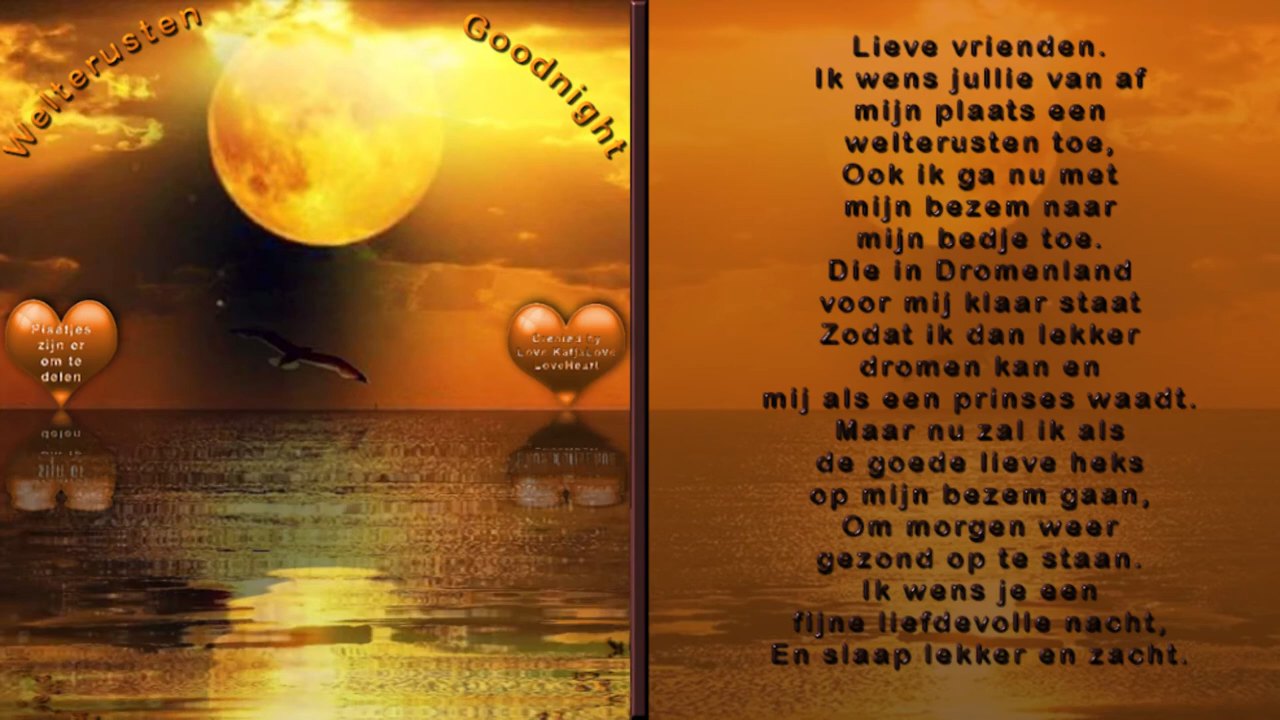 Welterusten
Goodnight
Plaatjes
zijn er
om te
delen
Created by
LoveHeart
Lieve vrienden.
Ik wens jullie van af
mijn plaats een
welterusten toe,
Ook ik ga nu met
mijn bezem naar
mijn bedje toe.
Die in Dromenland
voor mij klaar staat
Zodat ik dan lekker
dromen kan en
mij als een prinses waadt.
Maar nu zal ik als
de goede lieve heks
op mijn bezem gaan,
Om morgen weer
gezond op te staan.
Ik wens je een
fijne liefdevolle nacht,
En slaap lekker en zacht.